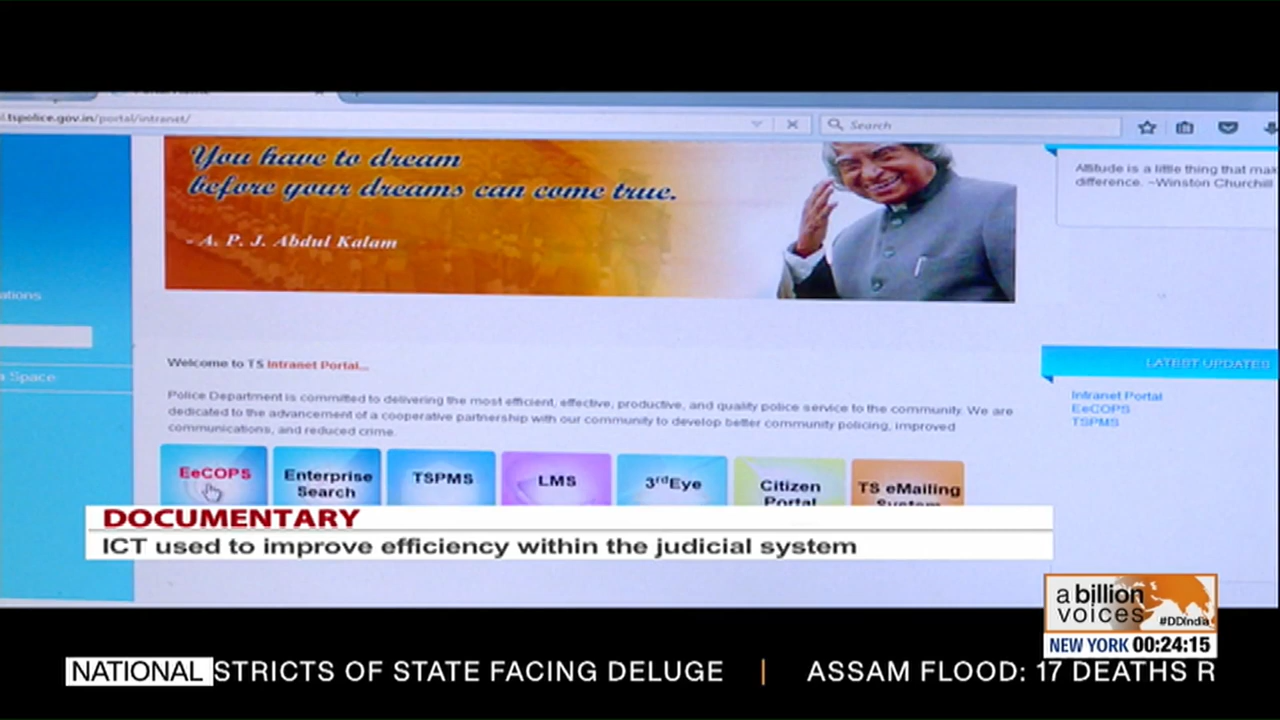 l.tspolice.gov.in/portal/intranet/
Search
You have to dream
before your dreams can come true.
- A. P. J. Abdul Kalam
Attitude is a little thing that
difference. ~Winston Churchill
ations
Space
Welcome to TS Intranet Portal...
LATEST UPDATES
Police Department is committed to delivering the most efficient, effective, productive, and quality police service to the community. We are
dedicated to the advancement of a cooperative partnership with our community to develop better community policing, improved
communications, and reduced crime.
Intranet Portal
EeCOPS
TSPMS
EeCOPS
Enterprise
Search
TSPMS
LMS
3rdEye
Citizen
Portal
TS eMailing
System
DOCUMENTARY
ICT used to improve efficiency within the judicial system
a billion
voices
#DDIndia
NEW YORK 00:24:15
NATIONAL STRICTS OF STATE FACING DELUGE | ASSAM FLOOD: 17 DEATHS R